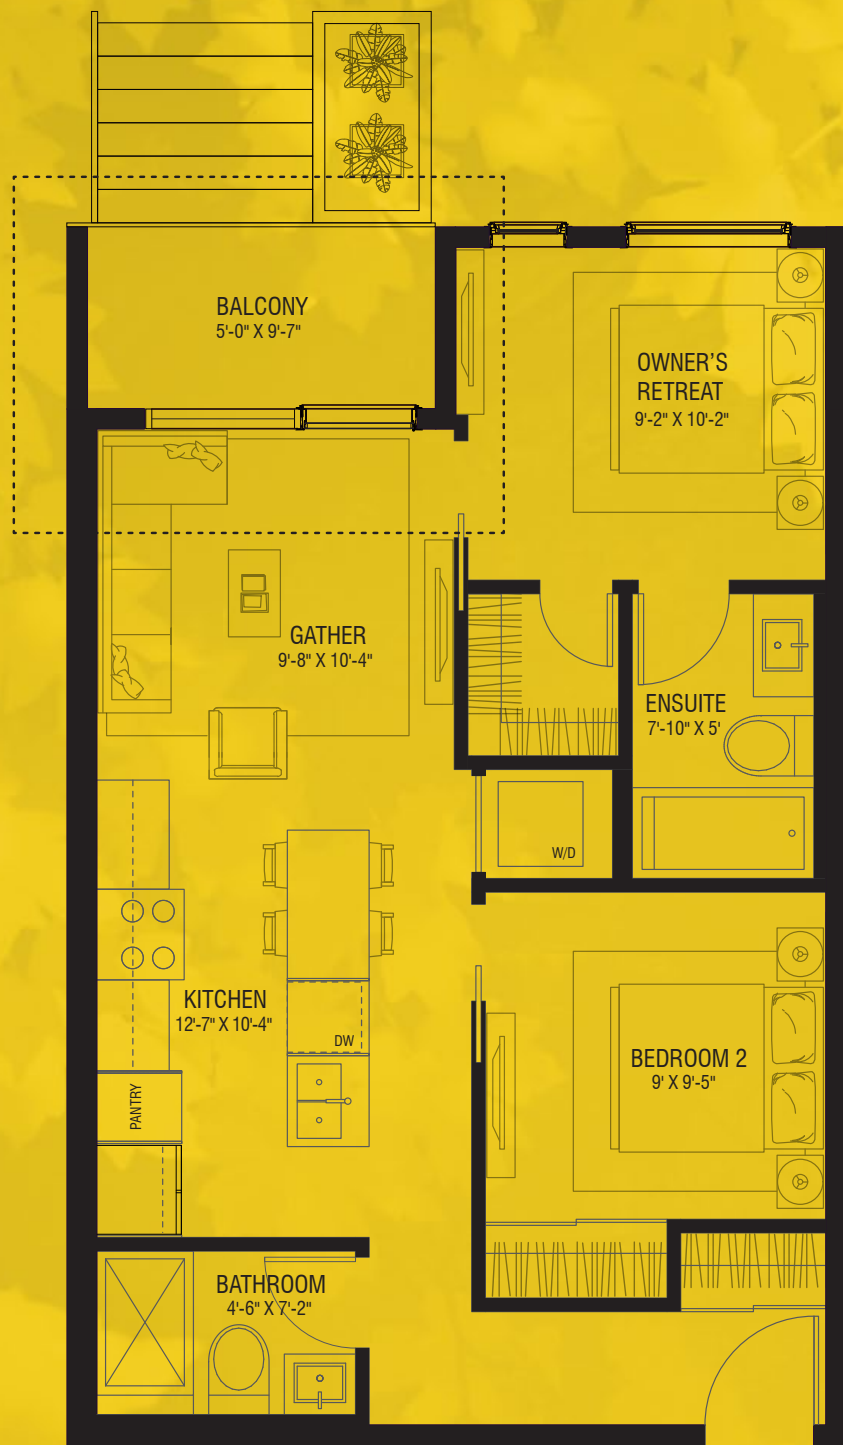 BALCONY
5'-0" X 9'-7"
OWNER'S
RETREAT
9'-2" X 10'-2"
GATHER
9'-8" X 10'-4"
ENSUITE
7'-10" X 5'
W/D
KITCHEN
12'-7" X 10'-4"
DW
PANTRY
BEDROOM 2
9' X 9'-5"
BATHROOM
4'-6" X 7'-2"